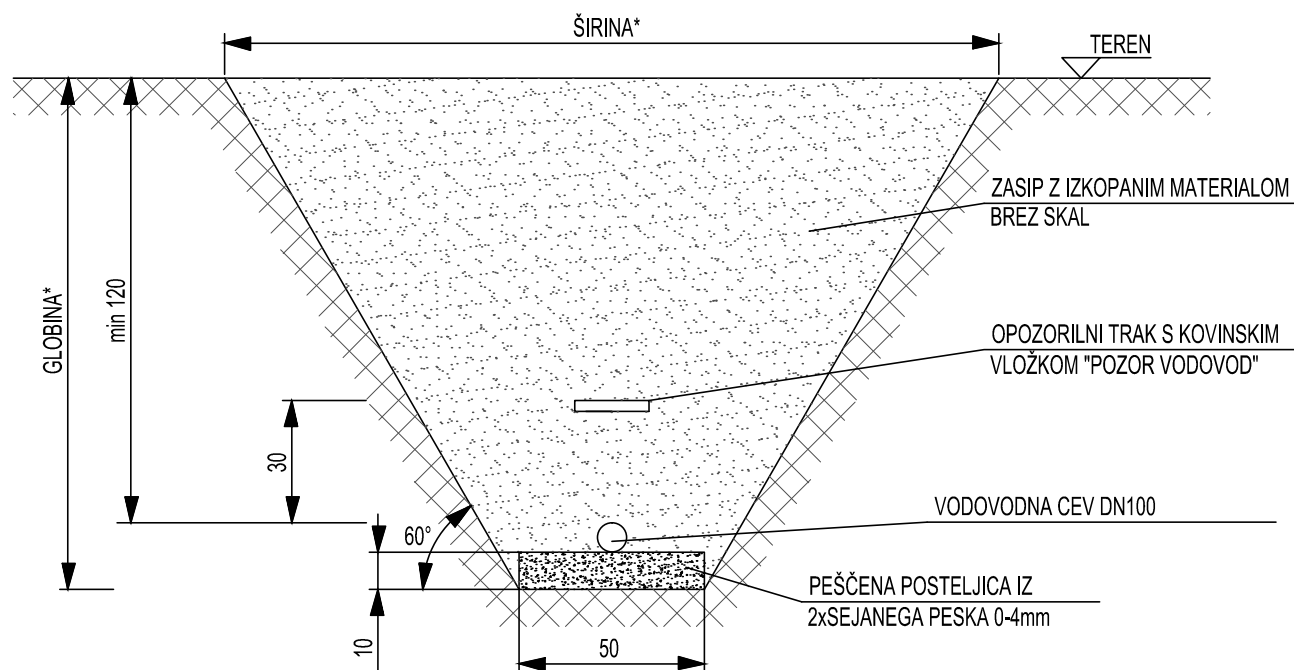 ŠIRINA*
TEREN
ZASIP Z IZKOPANIM MATERIALOM
BREZ SKAL
GLOBINA*
min 120
OPOZORILNI TRAK S KOVINSKIM
VLOŽKOM "POZOR VODOVOD"
30
VODOVODNA CEV DN100
60°
PEŠČENA POSTELJICA IZ
2xSEJANEGA PESKA 0-4mm
10
50